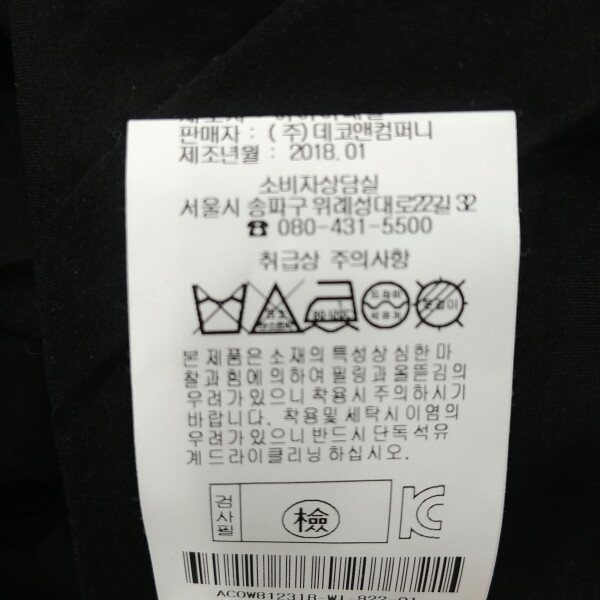 판매자 : (주)데코앤컴퍼니
제조년월 : 2018.01
소비자상담실
서울시 송파구 위례성대로22길 32
☎ 080-431-5500
취급상 주의사항
드라이
석유계
본 제품은 소재의 특성상 심한 마
찰과 힘에 의하여 필링과 올뜯김의
우려가 있으니 착용시 주의하시기
바랍니다. 착용및 세탁시 이염의
우려가 있으니 반드시 단독석유
계 드라이클리닝 하십시오.
검사필
檢
ACOW81231B-WI 822-01